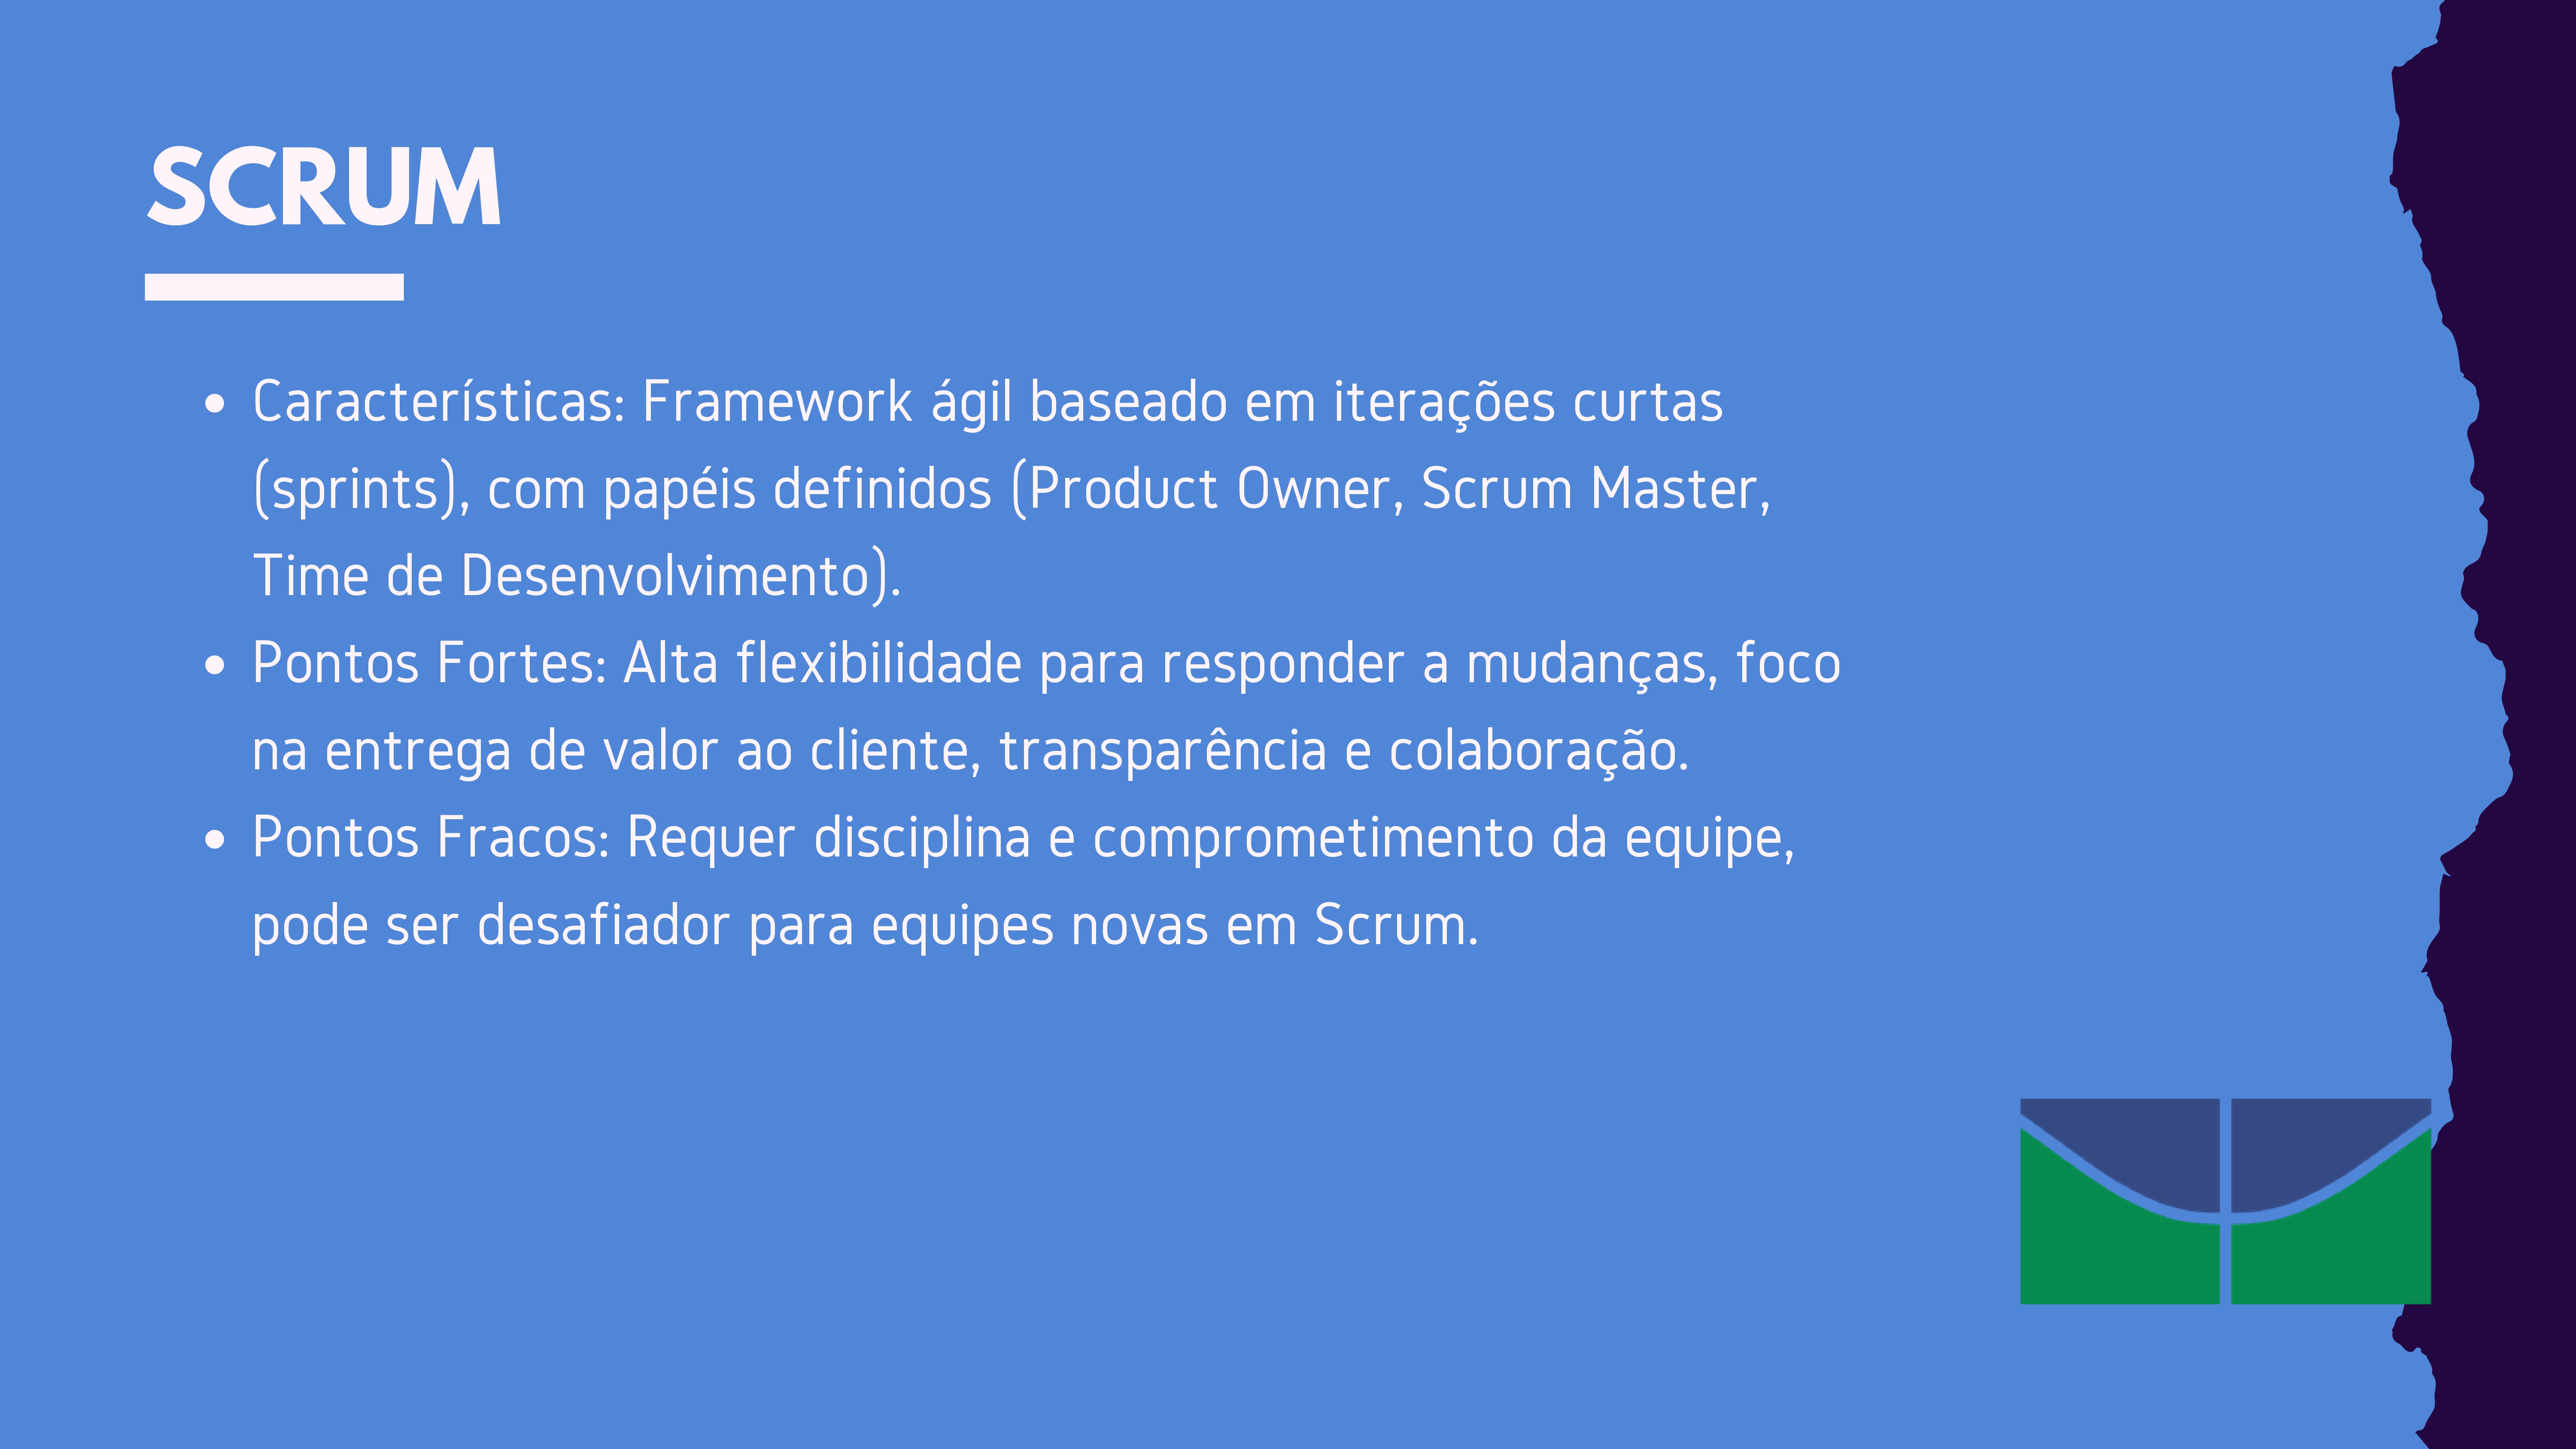 SCRUM
• Características: Framework ágil baseado em iterações curtas
(sprints), com papéis definidos (Product Owner, Scrum Master,
Time de Desenvolvimento).
• Pontos Fortes: Alta flexibilidade para responder a mudanças, foco
na entrega de valor ao cliente, transparência e colaboração.
• Pontos Fracos: Requer disciplina e comprometimento da equipe,
pode ser desafiador para equipes novas em Scrum.